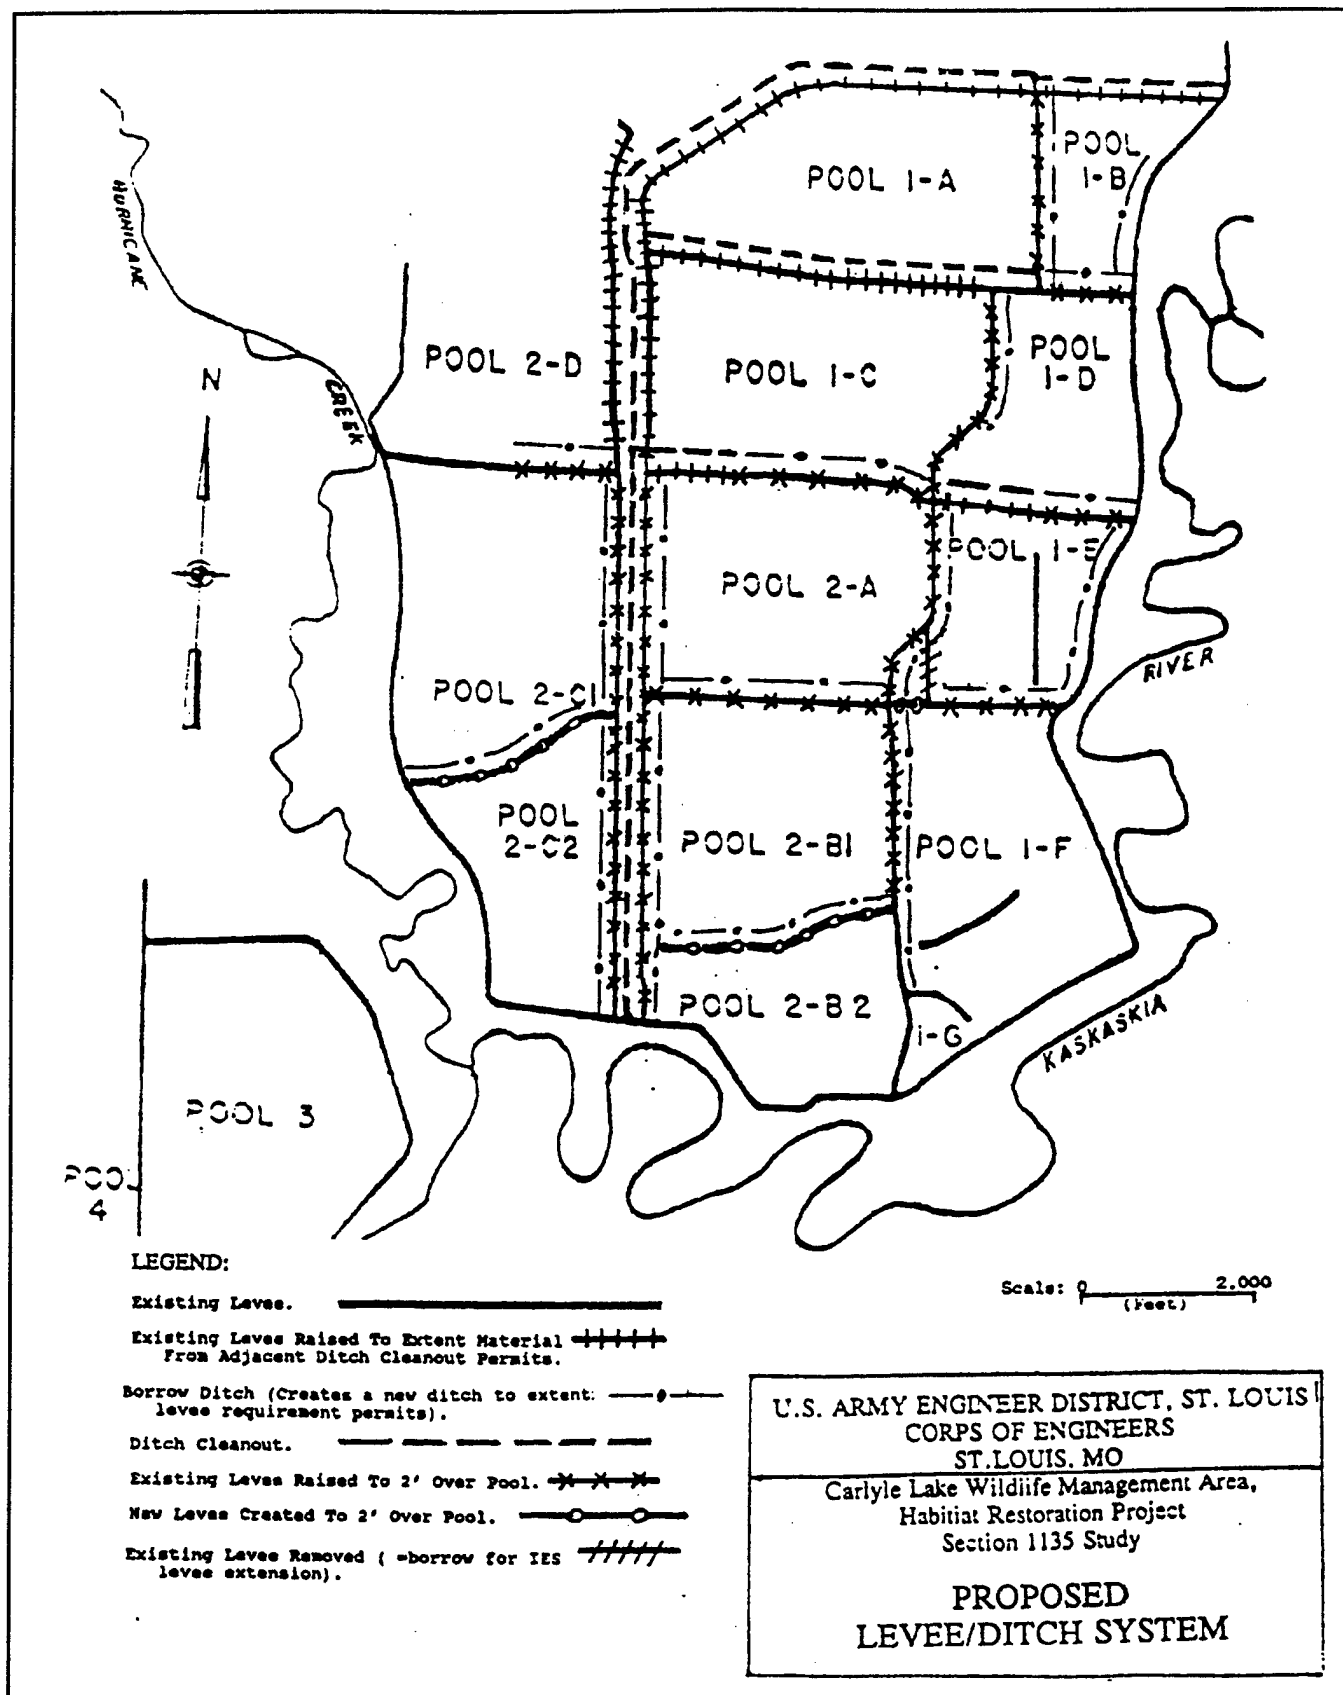 POOL
1-B
POOL 1-A
HURRICANE
CREEK
N
POOL 2-D
POOL 1-C
POOL
1-D
POOL 1-E
POOL 2-A
RIVER
POOL 2-C1
POOL
2-C2
POOL 2-B1
POOL 1-F
POOL 2-B2
1-G
KASKASKIA
POOL 3
POOL
4
LEGEND:
Existing Levee.
Existing Levee Raised To Extent Material
From Adjacent Ditch Cleanout Permits.
Borrow Ditch (Creates a new ditch to extent
levee requirement permits).
Ditch Cleanout.
Existing Levee Raised To 2' Over Pool.
New Levee Created To 2' Over Pool.
Existing Levee Removed ( =borrow for IES
levee extension).
Scale: 0 2.000
(Feet)
U.S. ARMY ENGINEER DISTRICT, ST. LOUIS
CORPS OF ENGINEERS
ST.LOUIS, MO
Carlyle Lake Wildlife Management Area,
Habitiat Restoration Project
Section 1135 Study
PROPOSED
LEVEE/DITCH SYSTEM